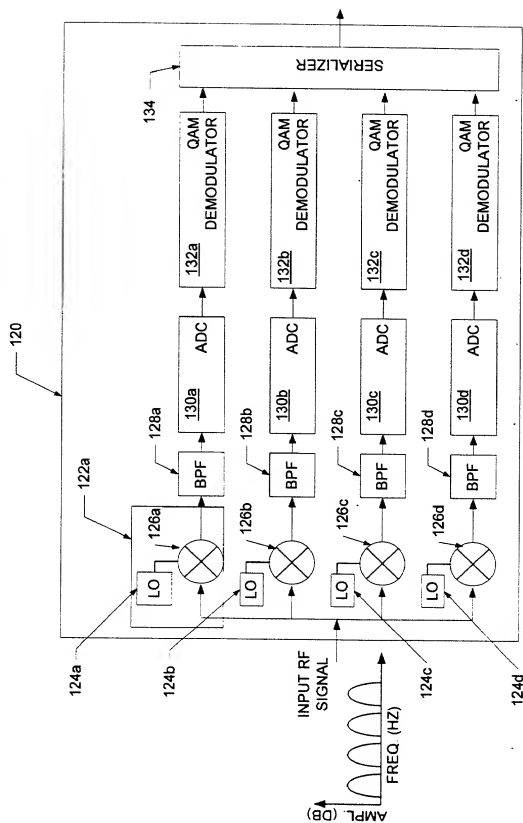 120
122a
124a
LO
126a
128a
BPF
130a
ADC
132a
QAM
DEMODULATOR
134
SERIALIZER
124b
LO
126b
128b
BPF
130b
ADC
132b
QAM
DEMODULATOR
INPUT RF
SIGNAL
124c
LO
126c
128c
BPF
130c
ADC
132c
QAM
DEMODULATOR
124d
LO
126d
128d
BPF
130d
ADC
132d
QAM
DEMODULATOR
AMPL. (DB)
FREQ. (HZ)